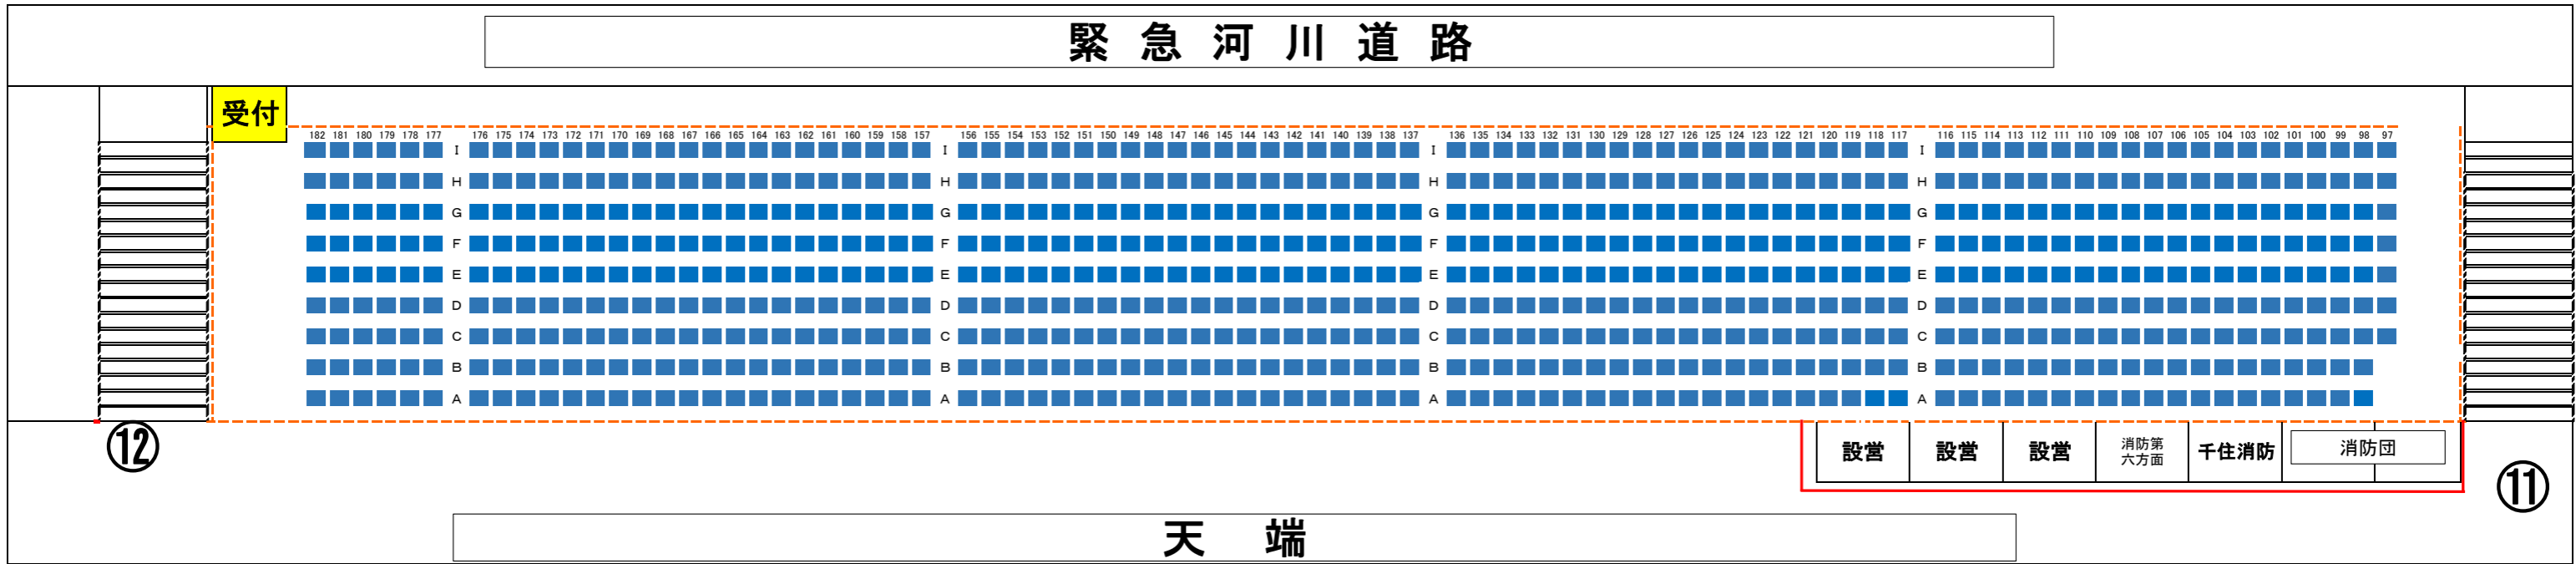 緊急河川道路
受付
182 181 180 179 178 177 176 175 174 173 172 171 170 169 168 167 166 165 164 163 162 161 160 159 158 157 156 155 154 153 152 151 150 149 148 147 146 145 144 143 142 141 140 139 138 137 136 135 134 133 132 131 130 129 128 127 126 125 124 123 122 121 120 119 118 117 116 115 114 113 112 111 110 109 108 107 106 105 104 103 102 101 100 99 98 97
I I I I
H H H H
G G G G
F F F F
E E E E
D D D D
C C C C
B B B B
A A A A
⑫
設営 設営 設営
消防第
六方面
千住消防
消防団
⑪
天端